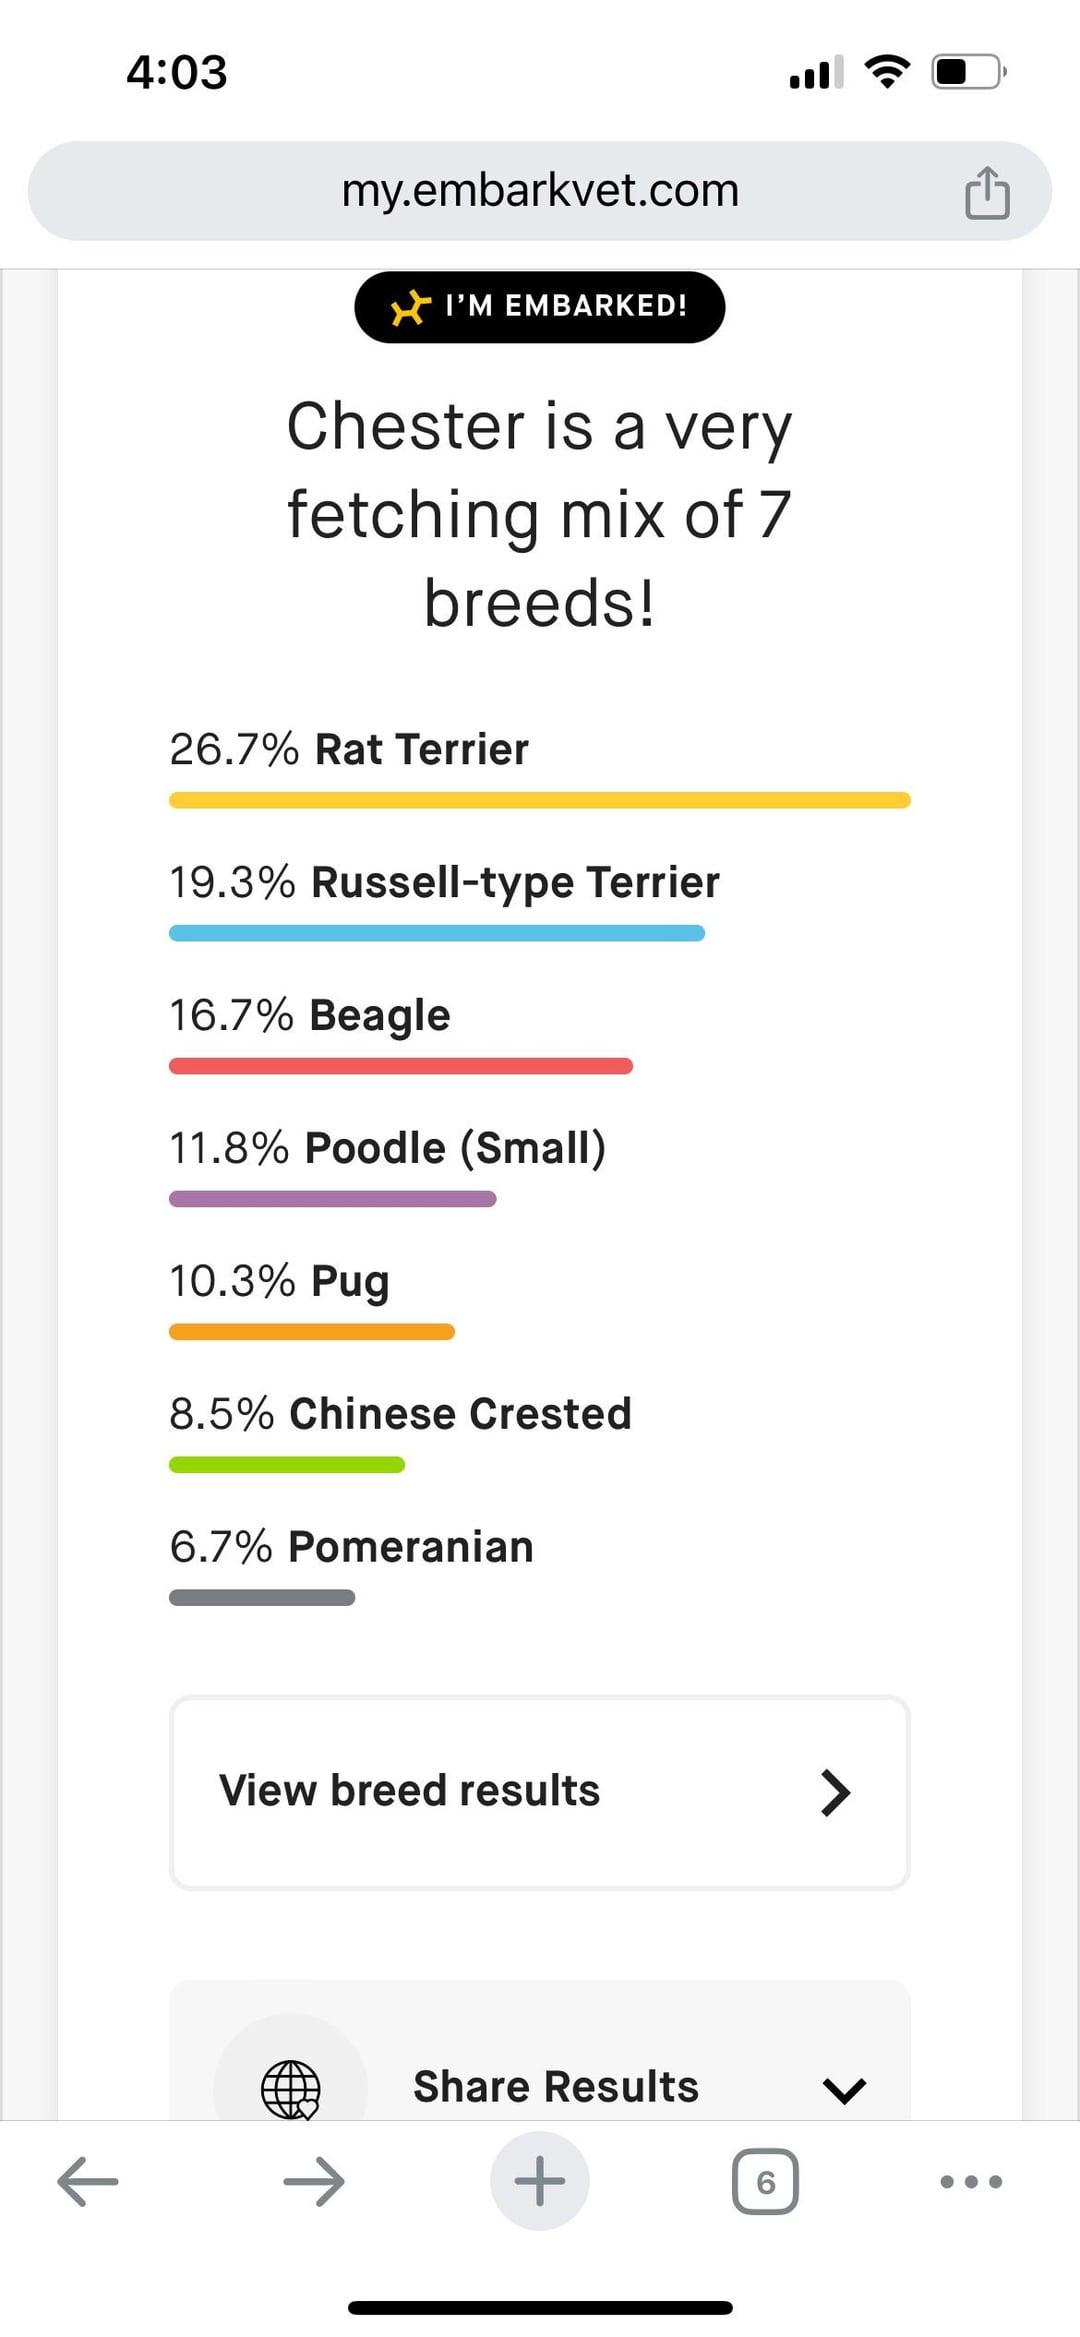 4:03
my.embarkvet.com
I'M EMBARKED!
Chester is a very
fetching mix of 7
breeds!
26.7% Rat Terrier
19.3% Russell-type Terrier
16.7% Beagle
11.8% Poodle (Small)
10.3% Pug
8.5% Chinese Crested
6.7% Pomeranian
View breed results
Share Results
6